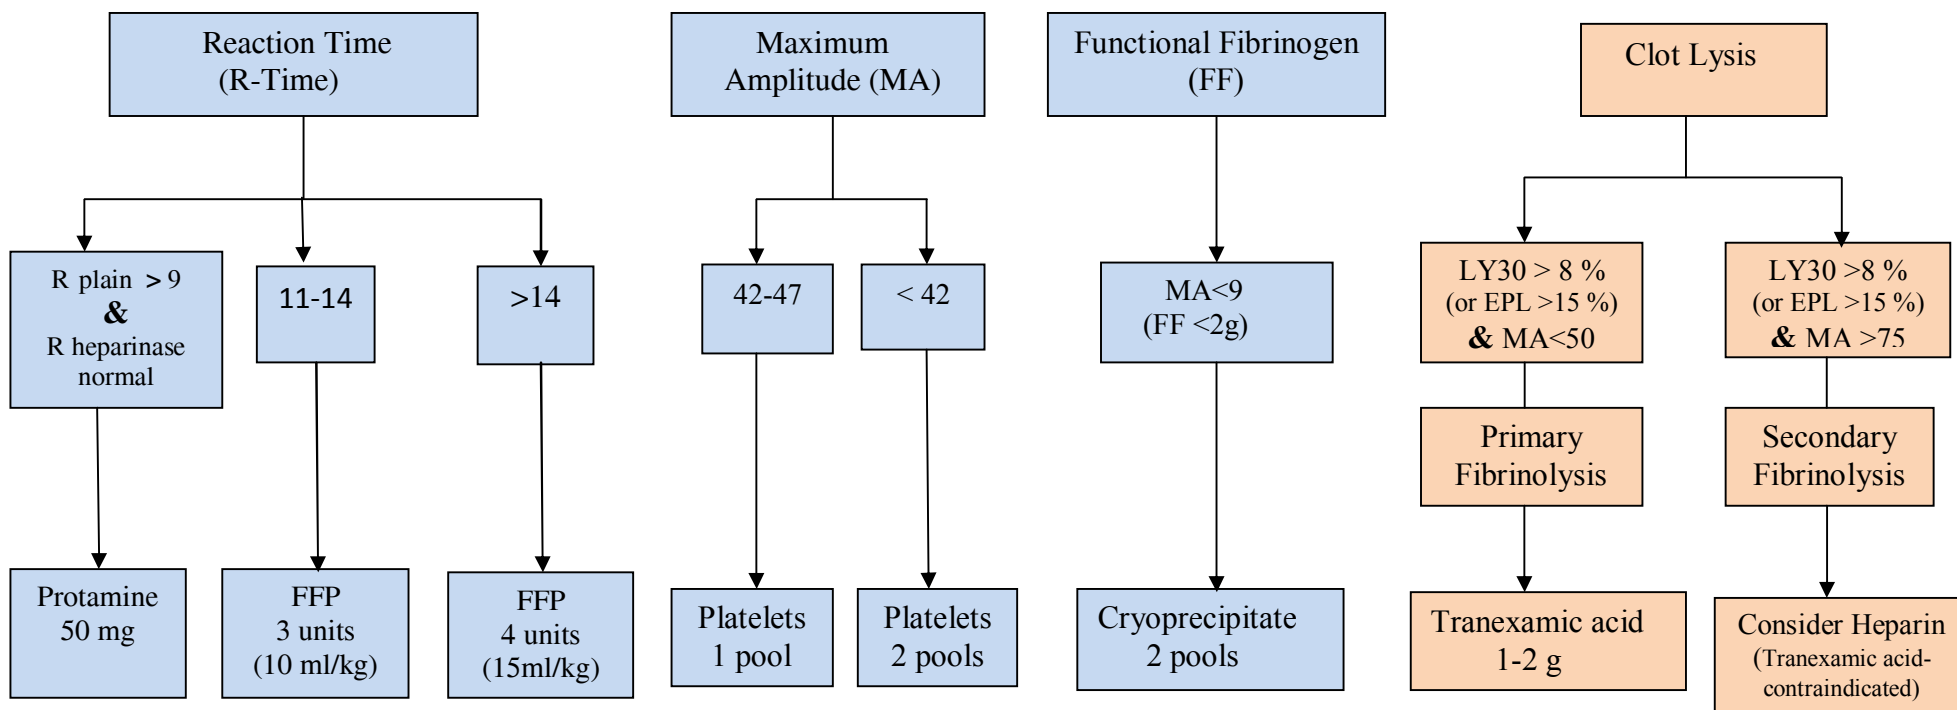 Reaction Time
(R-Time)
Maximum
Amplitude (MA)
Functional Fibrinogen
(FF)
Clot Lysis
R plain > 9
&
R heparinase
normal
11-14
>14
42-47
< 42
MA<9
(FF <2g)
LY30 > 8 %
(or EPL >15 %)
& MA<50
LY30 >8 %
(or EPL >15 %)
& MA >75
Primary
Fibrinolysis
Secondary
Fibrinolysis
Protamine
50 mg
FFP
3 units
(10 ml/kg)
FFP
4 units
(15ml/kg)
Platelets
1 pool
Platelets
2 pools
Cryoprecipitate
2 pools
Tranexamic acid
1-2 g
Consider Heparin
(Tranexamic acid-
contraindicated)